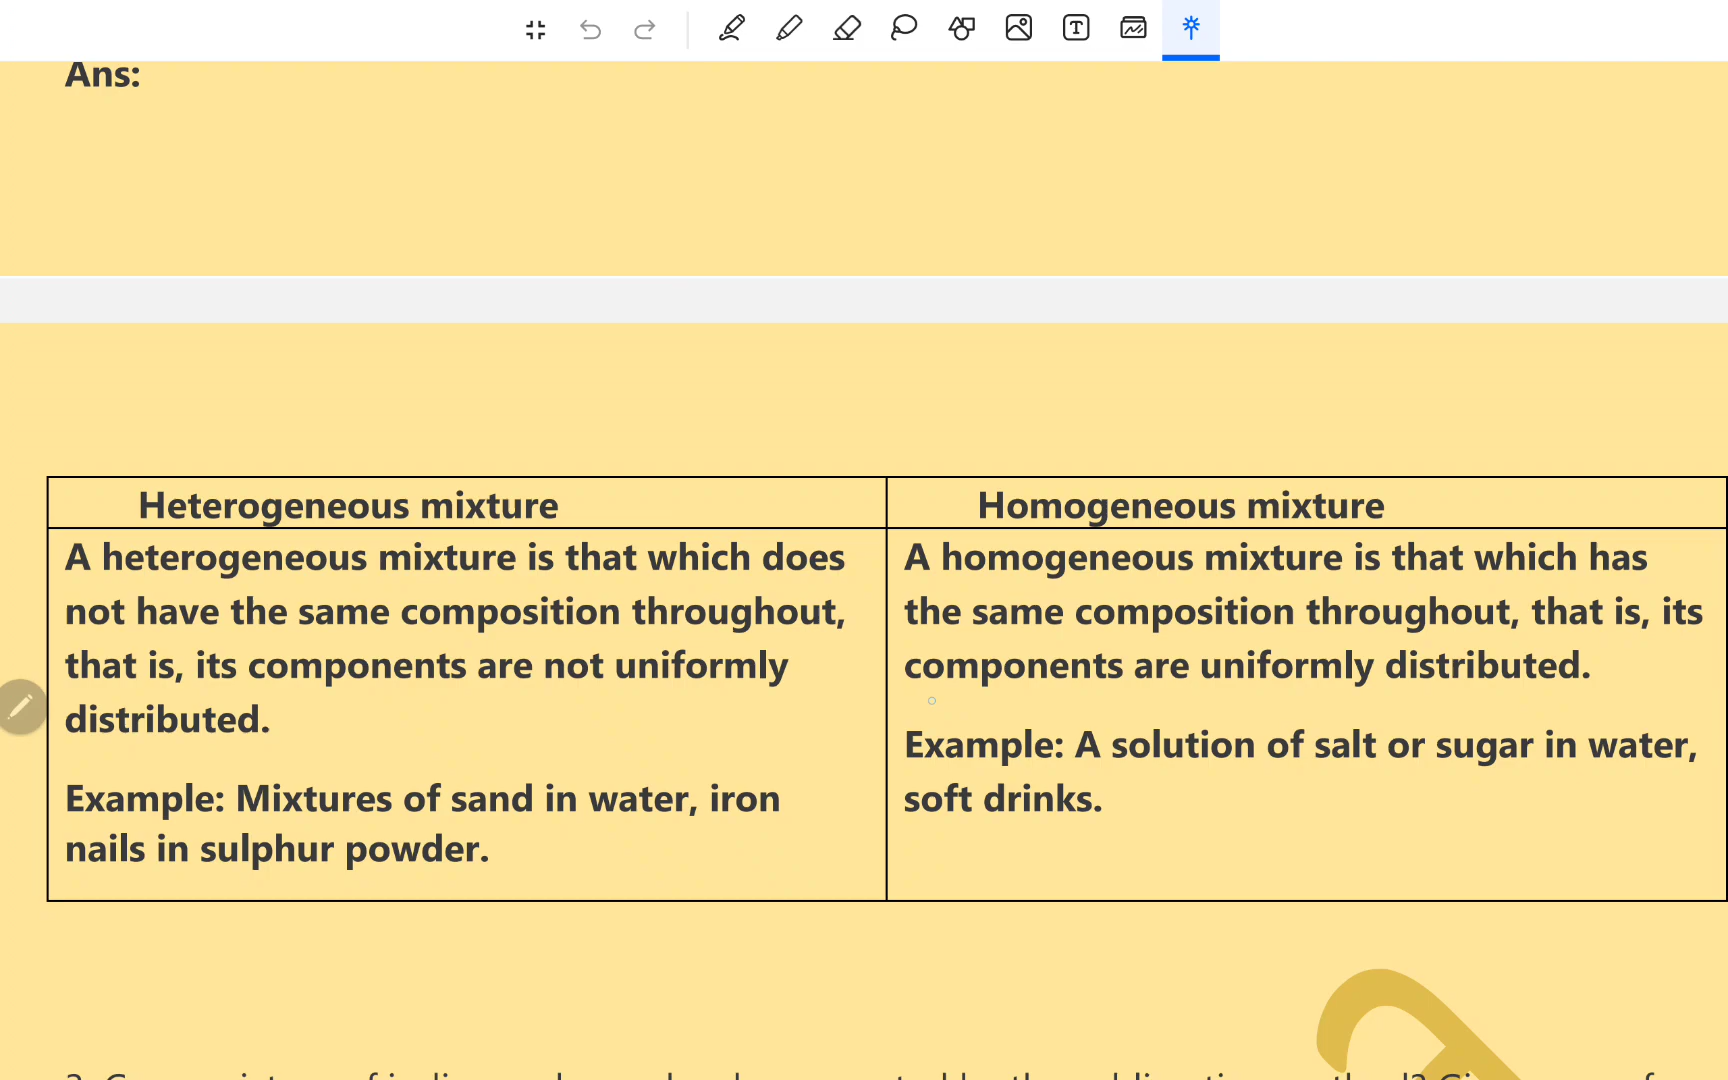 Ans:
Heterogeneous mixture
Homogeneous mixture
A heterogeneous mixture is that which does
not have the same composition throughout,
that is, its components are not uniformly
distributed.
Example: Mixtures of sand in water, iron
nails in sulphur powder.
A homogeneous mixture is that which has
the same composition throughout, that is, its
components are uniformly distributed.
Example: A solution of salt or sugar in water,
soft drinks.